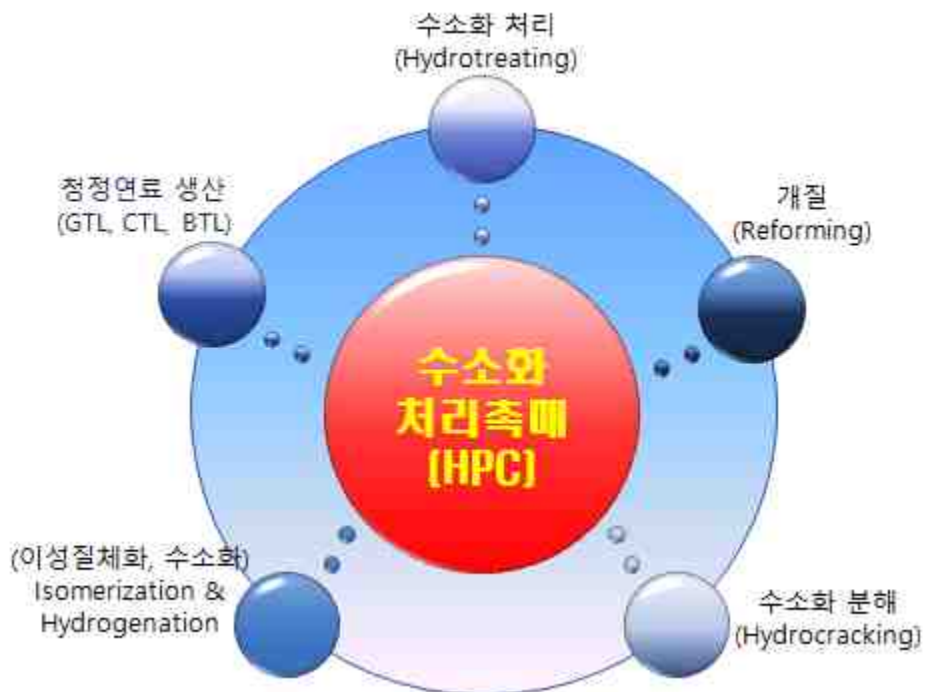 수소화 처리
(Hydrotreating)
청정연료 생산
(GTL, CTL, BTL)
개질
(Reforming)
수소화
처리촉매
(HPC)
(이성질체화, 수소화)
Isomerization &
Hydrogenation
수소화 분해
(Hydrocracking)